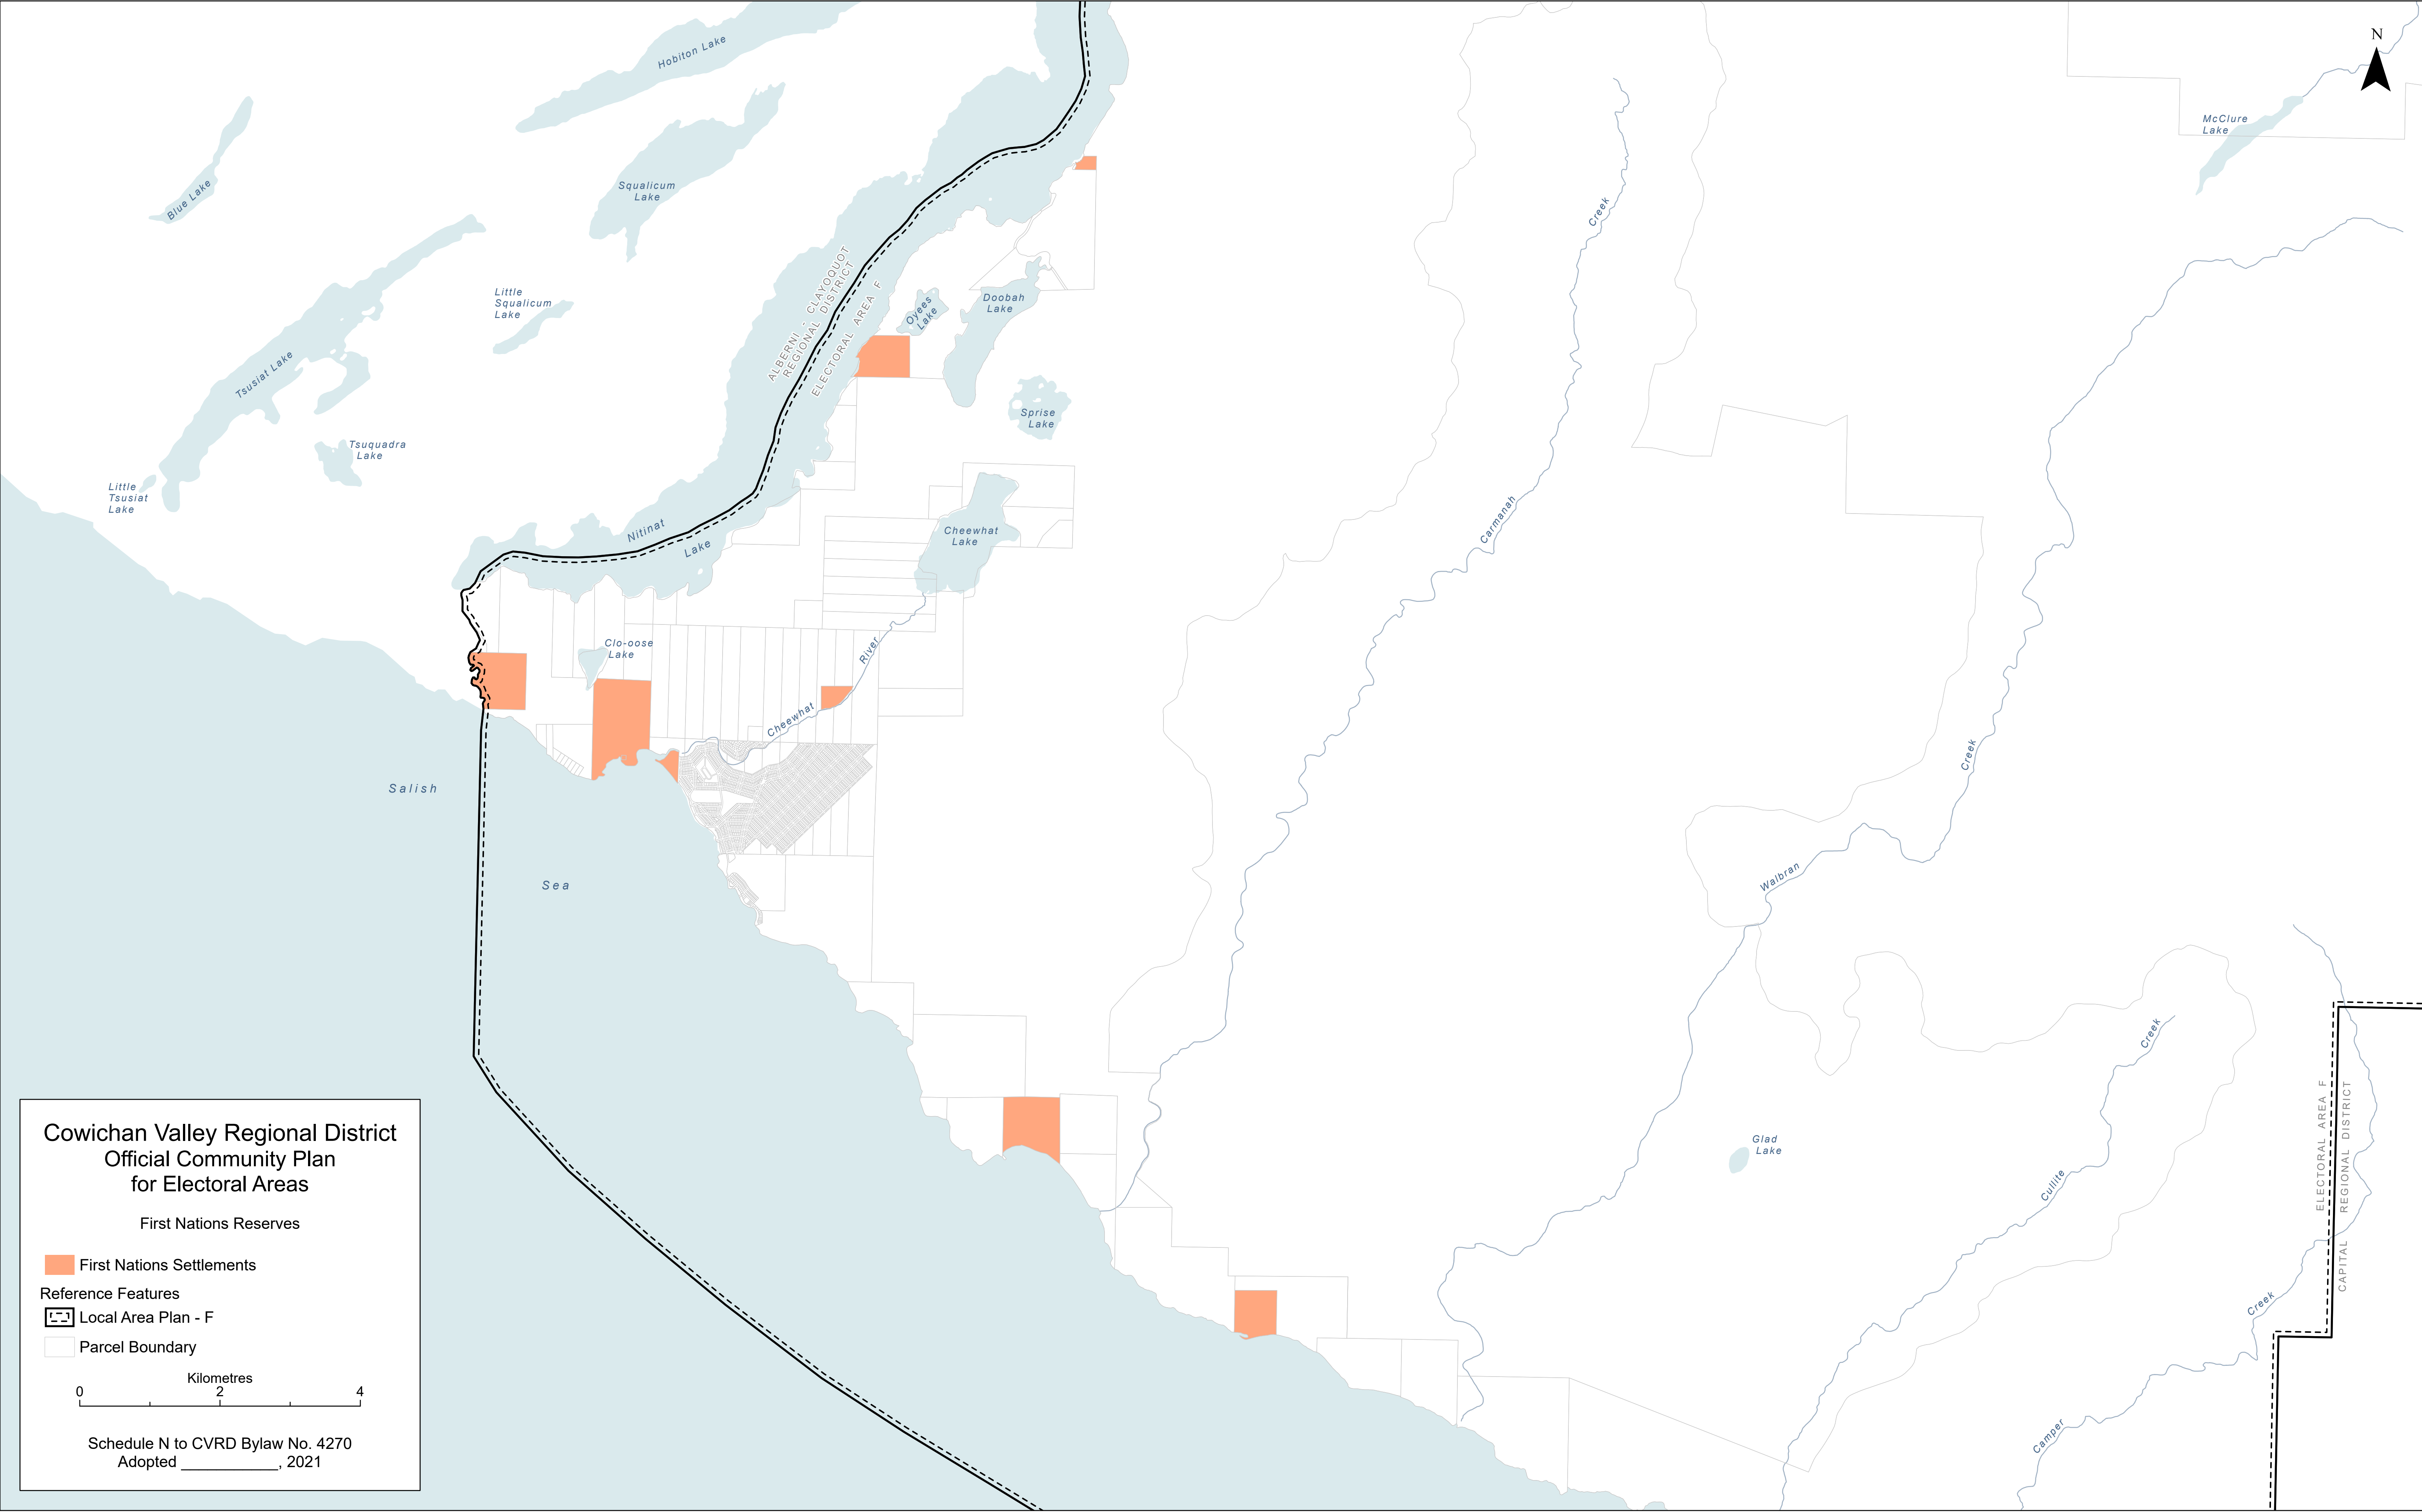 Hobiton Lake
N
McClure
Lake
Blue Lake
Squalicum
Lake
Creek
Little
Squalicum
Lake
ALBERNI - CLAYOQUOT
REGIONAL DISTRICT
ELECTORAL AREA F
Oyees
Lake
Doobah
Lake
Tsusiat Lake
Sprise
Lake
Tsuquadra
Lake
Little
Tsusiat
Lake
Nitinat
Lake
Cheewhat
Lake
Carmanah
Clo-oose
Lake
River
Cheewhat
Creek
Salish
Sea
Walbran
Creek
Glad
Lake
Cullite
ELECTORAL AREA F
CAPITAL REGIONAL DISTRICT
Creek
Camper
Cowichan Valley Regional District
Official Community Plan
for Electoral Areas
First Nations Reserves
First Nations Settlements
Reference Features
Local Area Plan - F
Parcel Boundary
Kilometres
0 2 4
Schedule N to CVRD Bylaw No. 4270
Adopted ____________, 2021